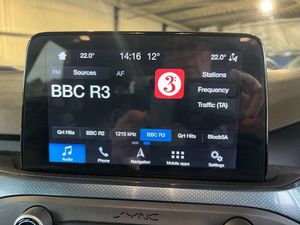 22.0° 14:16 12° 22.0°
FM Sources AF Stations
BBC R3 3 Frequency
Traffic (TA)
Grt Hits BBC R2 1215 kHz BBC R3 Grt Hits Block5A
Audio Phone Navigation Mobile apps Settings
SYNC